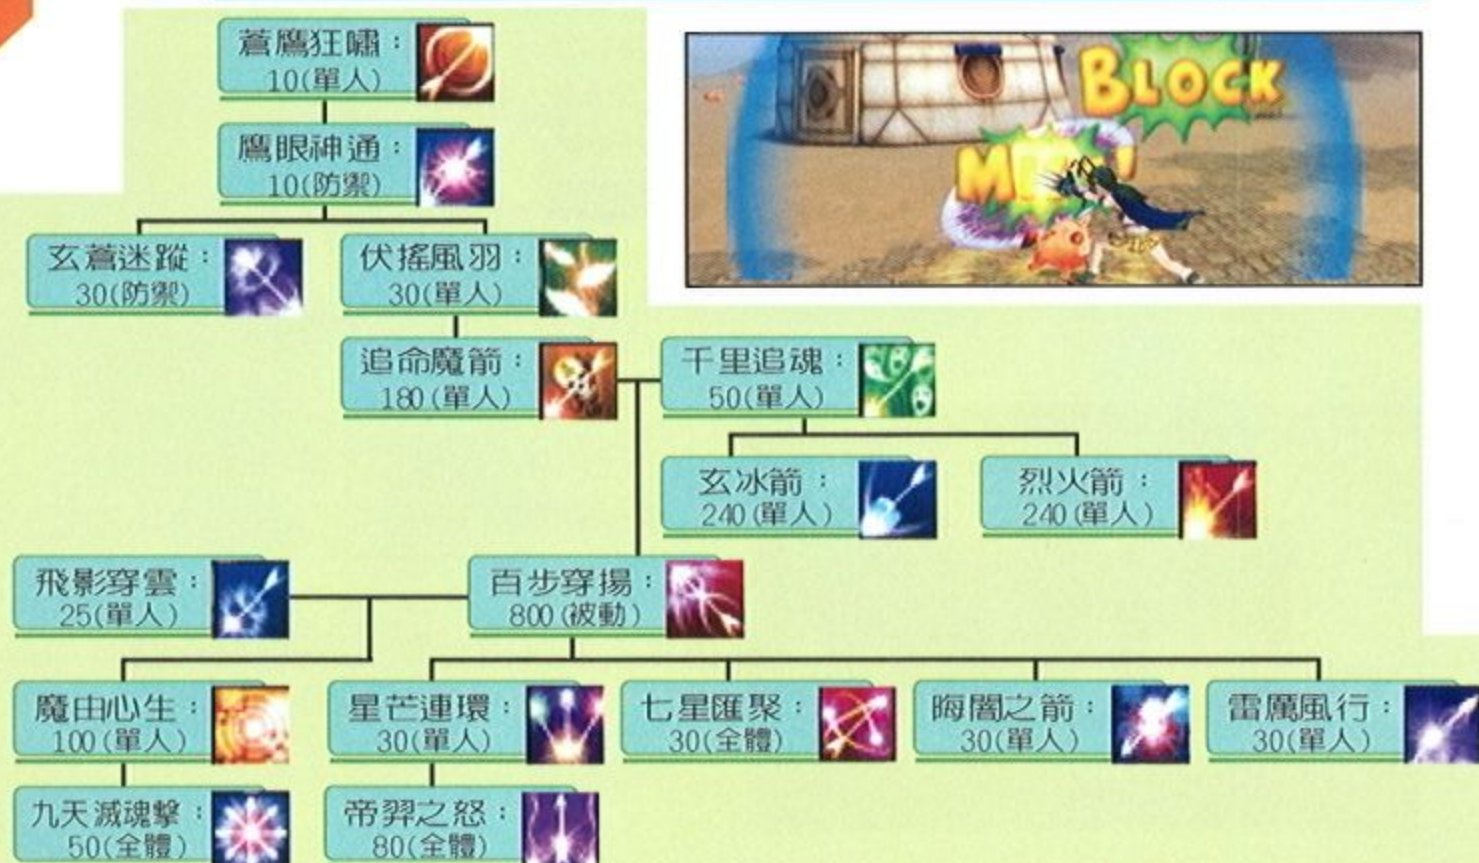 蒼鷹狂嘯：
10(單人)
BLOCK
鷹眼神通：
10(防禦)
玄蒼迷蹤：
30(防禦)
伏搖風羽：
30(單人)
追命魔箭：
180(單人)
千里追魂：
50(單人)
玄冰箭：
240(單人)
烈火箭：
240(單人)
飛影穿雲：
25(單人)
百步穿揚：
800(被動)
魔由心生：
100(單人)
星芒連環：
30(單人)
七星匯聚：
30(全體)
晦闇之箭：
30(單人)
雷厲風行：
30(單人)
九天滅魂擊：
50(全體)
帝羿之怒：
80(全體)